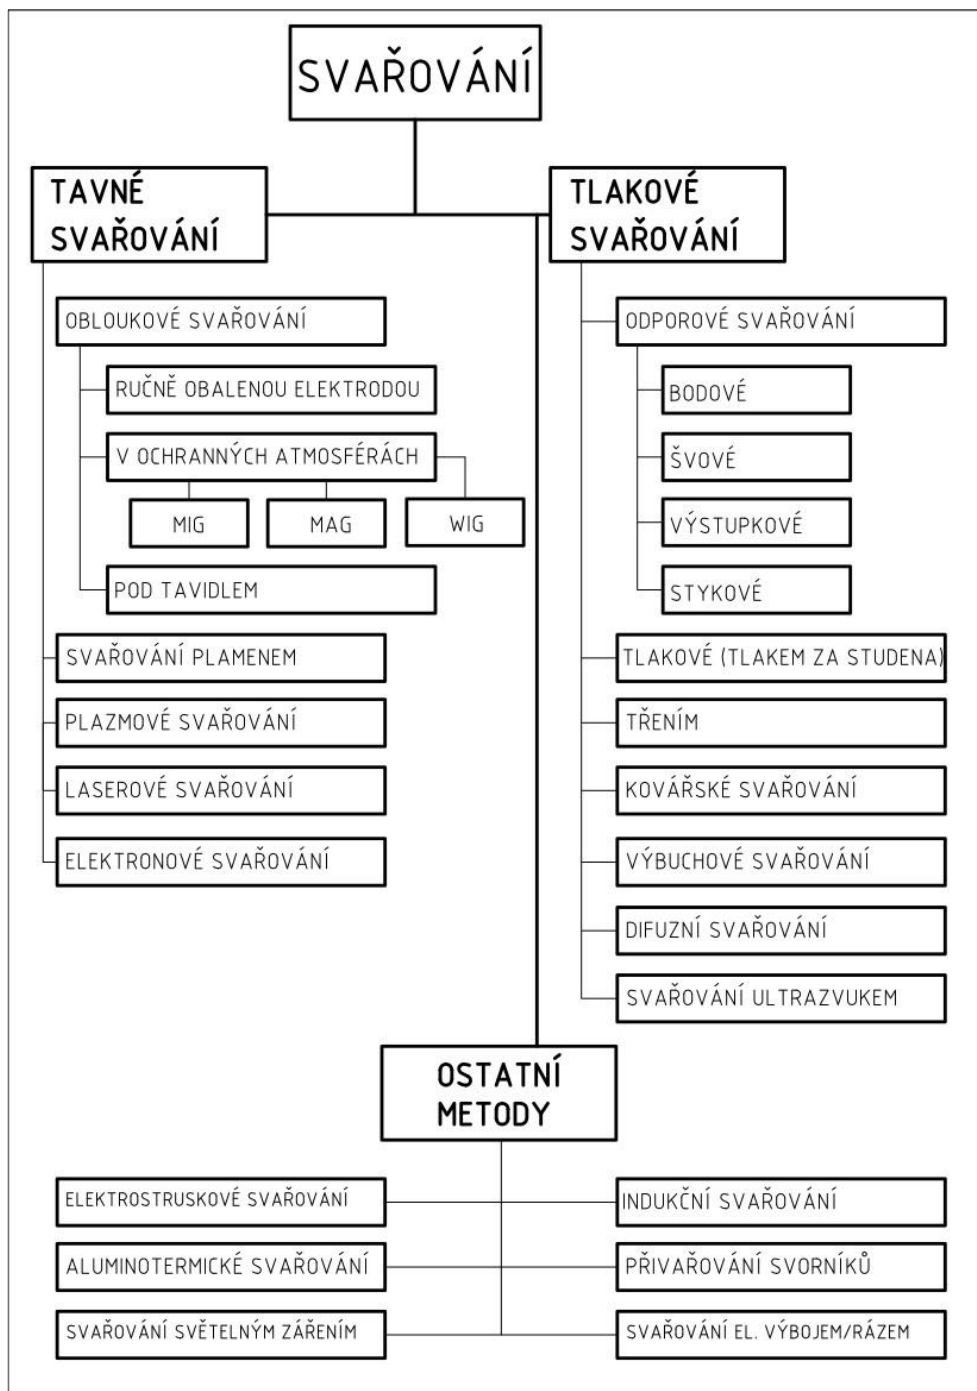 SVAŘOVÁNÍ
TAVNÉ
SVAŘOVÁNÍ
OBLOUKOVÉ SVAŘOVÁNÍ
RUČNĚ OBALENOU ELEKTRODOU
V OCHRANNÝCH ATMOSFÉRÁCH
MIG
MAG
WIG
POD TAVIDLEM
SVAŘOVÁNÍ PLAMENEM
PLAZMOVÉ SVAŘOVÁNÍ
LASEROVÉ SVAŘOVÁNÍ
ELEKTRONOVÉ SVAŘOVÁNÍ
TLAKOVÉ
SVAŘOVÁNÍ
ODPOROVÉ SVAŘOVÁNÍ
BODOVÉ
ŠVOVÉ
VÝSTUPKOVÉ
STYKOVÉ
TLAKOVÉ (TLAKEM ZA STUDENA)
TŘENÍM
KOVÁŘSKÉ SVAŘOVÁNÍ
VÝBUCHOVÉ SVAŘOVÁNÍ
DIFUZNÍ SVAŘOVÁNÍ
SVAŘOVÁNÍ ULTRAZVUKEM
OSTATNÍ
METODY
ELEKTROSTRUSKOVÉ SVAŘOVÁNÍ
ALUMINOTERMICKÉ SVAŘOVÁNÍ
SVAŘOVÁNÍ SVĚTELNÝM ZÁŘENÍM
INDUKČNÍ SVAŘOVÁNÍ
PŘIVAŘOVÁNÍ SVORNÍKŮ
SVAŘOVÁNÍ EL. VÝBOJEM/RÁZEM